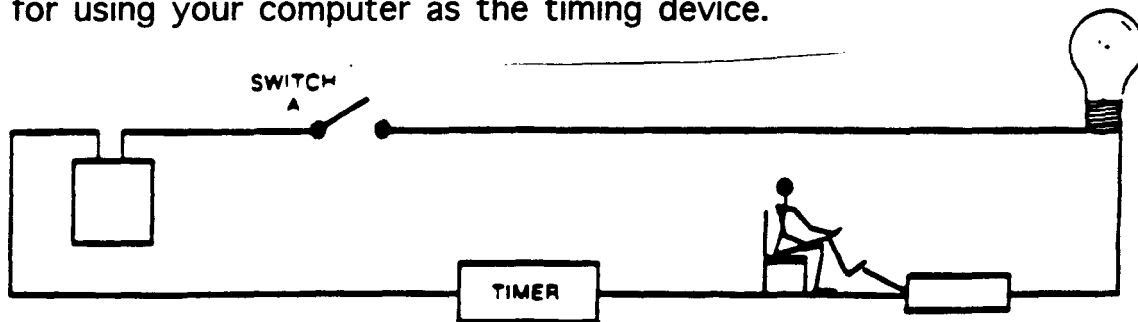 for using your computer as the timing device.
SWITCH
A
TIMER